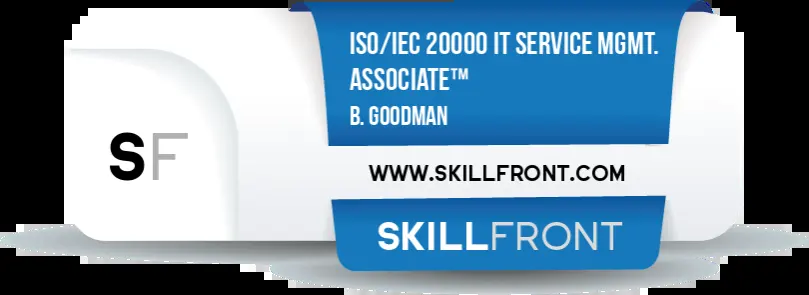 ISO/IEC 20000 IT SERVICE MGMT.
ASSOCIATE™
B. GOODMAN
SF
WWW.SKILLFRONT.COM
SKILLFRONT